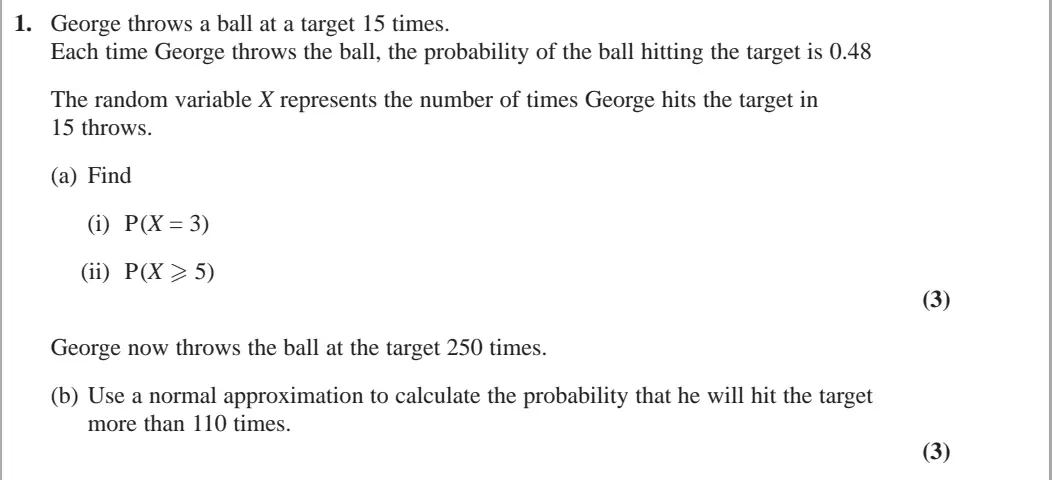 1. George throws a ball at a target 15 times.
Each time George throws the ball, the probability of the ball hitting the target is 0.48
The random variable X represents the number of times George hits the target in
15 throws.
(a) Find
(i) P(X = 3)
(ii) P(X ⩾ 5)
(3)
George now throws the ball at the target 250 times.
(b) Use a normal approximation to calculate the probability that he will hit the target
more than 110 times.
(3)